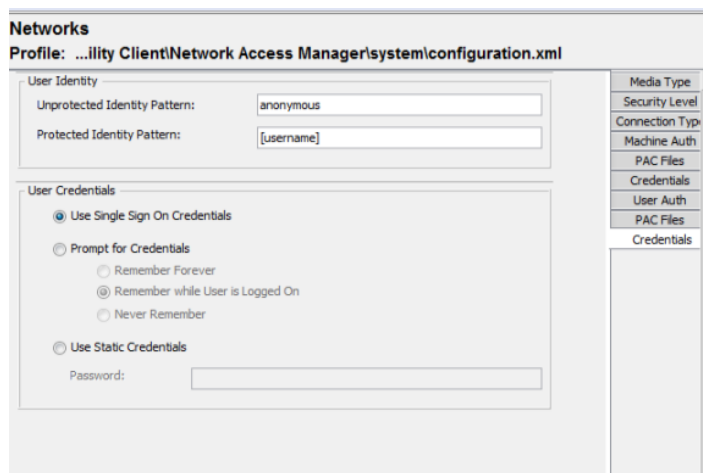 Networks
Profile: ...ility Client\Network Access Manager\system\configuration.xml
User Identity
Unprotected Identity Pattern: anonymous
Protected Identity Pattern: [username]
User Credentials
Use Single Sign On Credentials
Prompt for Credentials
Remember Forever
Remember while User is Logged On
Never Remember
Use Static Credentials
Password:
Media Type
Security Level
Connection Type
Machine Auth
PAC Files
Credentials
User Auth
PAC Files
Credentials